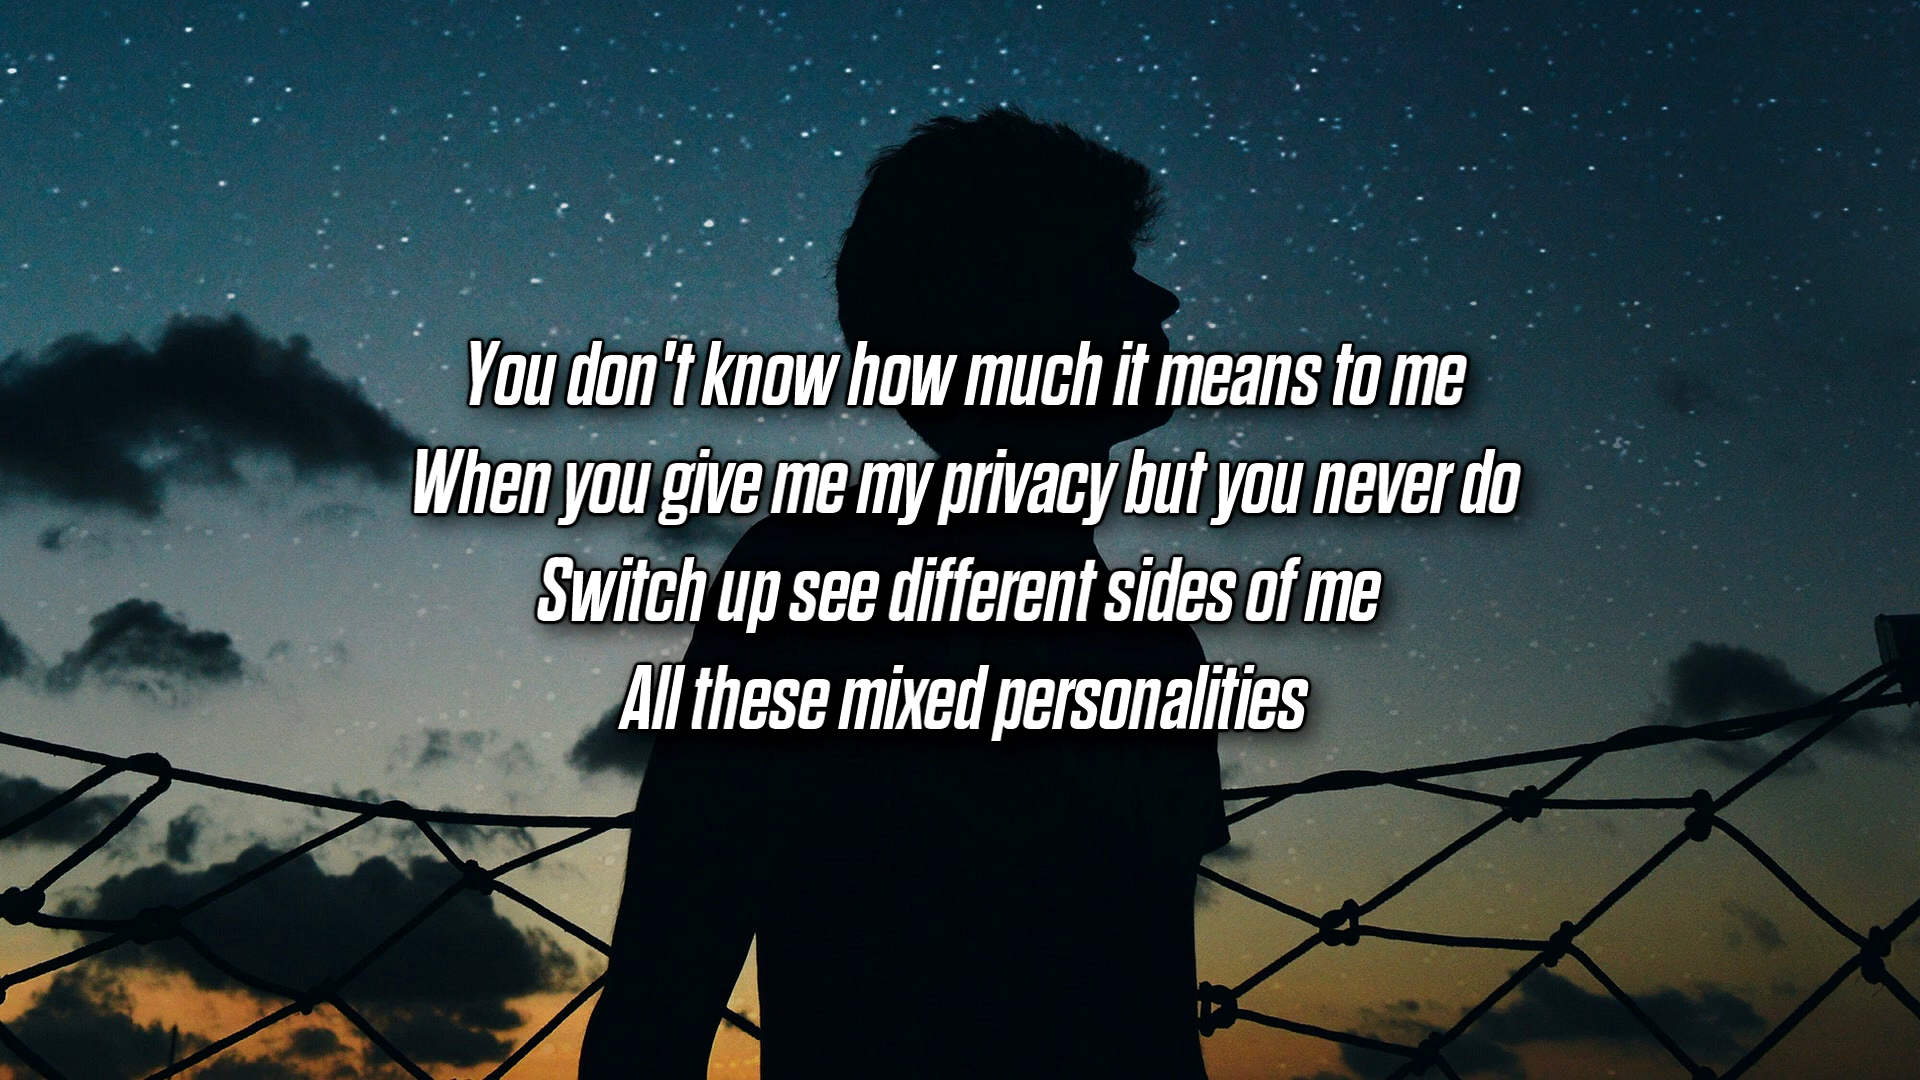 You don't know how much it means to me
When you give me my privacy but you never do
Switch up see different sides of me
All these mixed personalities